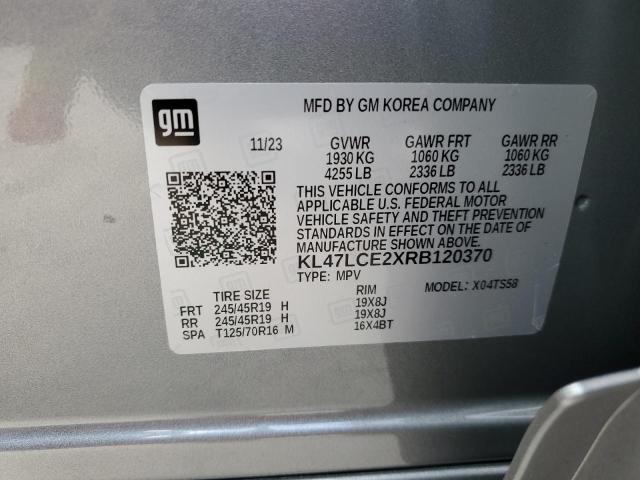 gm
MFD BY GM KOREA COMPANY
11/23 GVWR GAWR FRT GAWR RR
1930 KG 1060 KG 1060 KG
4255 LB 2336 LB 2336 LB
THIS VEHICLE CONFORMS TO ALL
APPLICABLE U.S. FEDERAL MOTOR
VEHICLE SAFETY AND THEFT PREVENTION
STANDARDS IN EFFECT ON THE DATE OF
MANUFACTURE SHOWN ABOVE.
KL47LCE2XRB120370
TYPE: MPV MODEL: X04TS58
TIRE SIZE RIM
FRT 245/45R19 H 19X8J
RR 245/45R19 H 19X8J
SPA T125/70R16 M 16X4BT